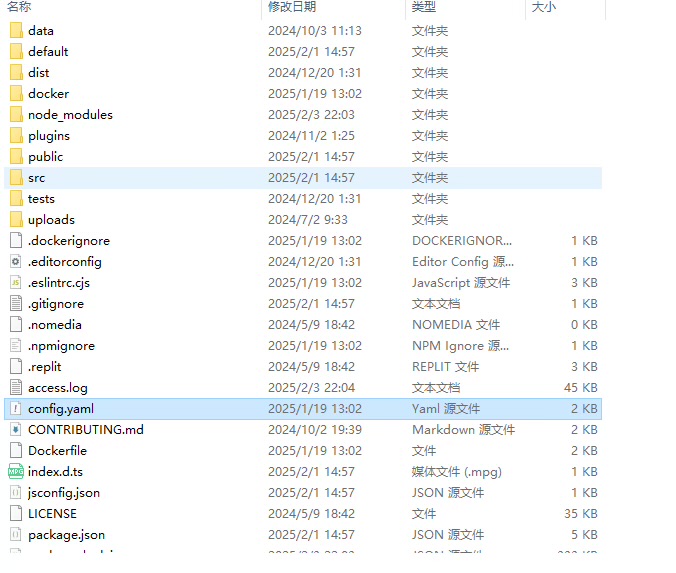 名称 修改日期 类型 大小
data 2024/10/3 11:13 文件夹
default 2025/2/1 14:57 文件夹
dist 2024/12/20 1:31 文件夹
docker 2025/1/19 13:02 文件夹
node_modules 2025/2/3 22:03 文件夹
plugins 2024/11/2 1:25 文件夹
public 2025/2/1 14:57 文件夹
src 2025/2/1 14:57 文件夹
tests 2024/12/20 1:31 文件夹
uploads 2024/7/2 9:33 文件夹
.dockerignore 2025/1/19 13:02 DOCKERIGNOR... 1 KB
.editorconfig 2024/12/20 1:31 Editor Config 源... 1 KB
.eslintrc.cjs 2025/1/19 13:02 JavaScript 源文件 3 KB
.gitignore 2025/2/1 14:57 文本文档 1 KB
.nomedia 2024/5/9 18:42 NOMEDIA 文件 0 KB
.npmignore 2025/1/19 13:02 NPM Ignore 源... 1 KB
.replit 2024/5/9 18:42 REPLIT 文件 3 KB
access.log 2025/2/3 22:04 文本文档 45 KB
config.yaml 2025/1/19 13:02 Yaml 源文件 2 KB
CONTRIBUTING.md 2024/10/2 19:39 Markdown 源文件 2 KB
Dockerfile 2025/1/19 13:02 文件 2 KB
MPG index.d.ts 2025/2/1 14:57 媒体文件 (.mpg) 1 KB
jsconfig.json 2025/2/1 14:57 JSON 源文件 1 KB
LICENSE 2024/5/9 18:42 文件 35 KB
package.json 2025/2/1 14:57 JSON 源文件 5 KB